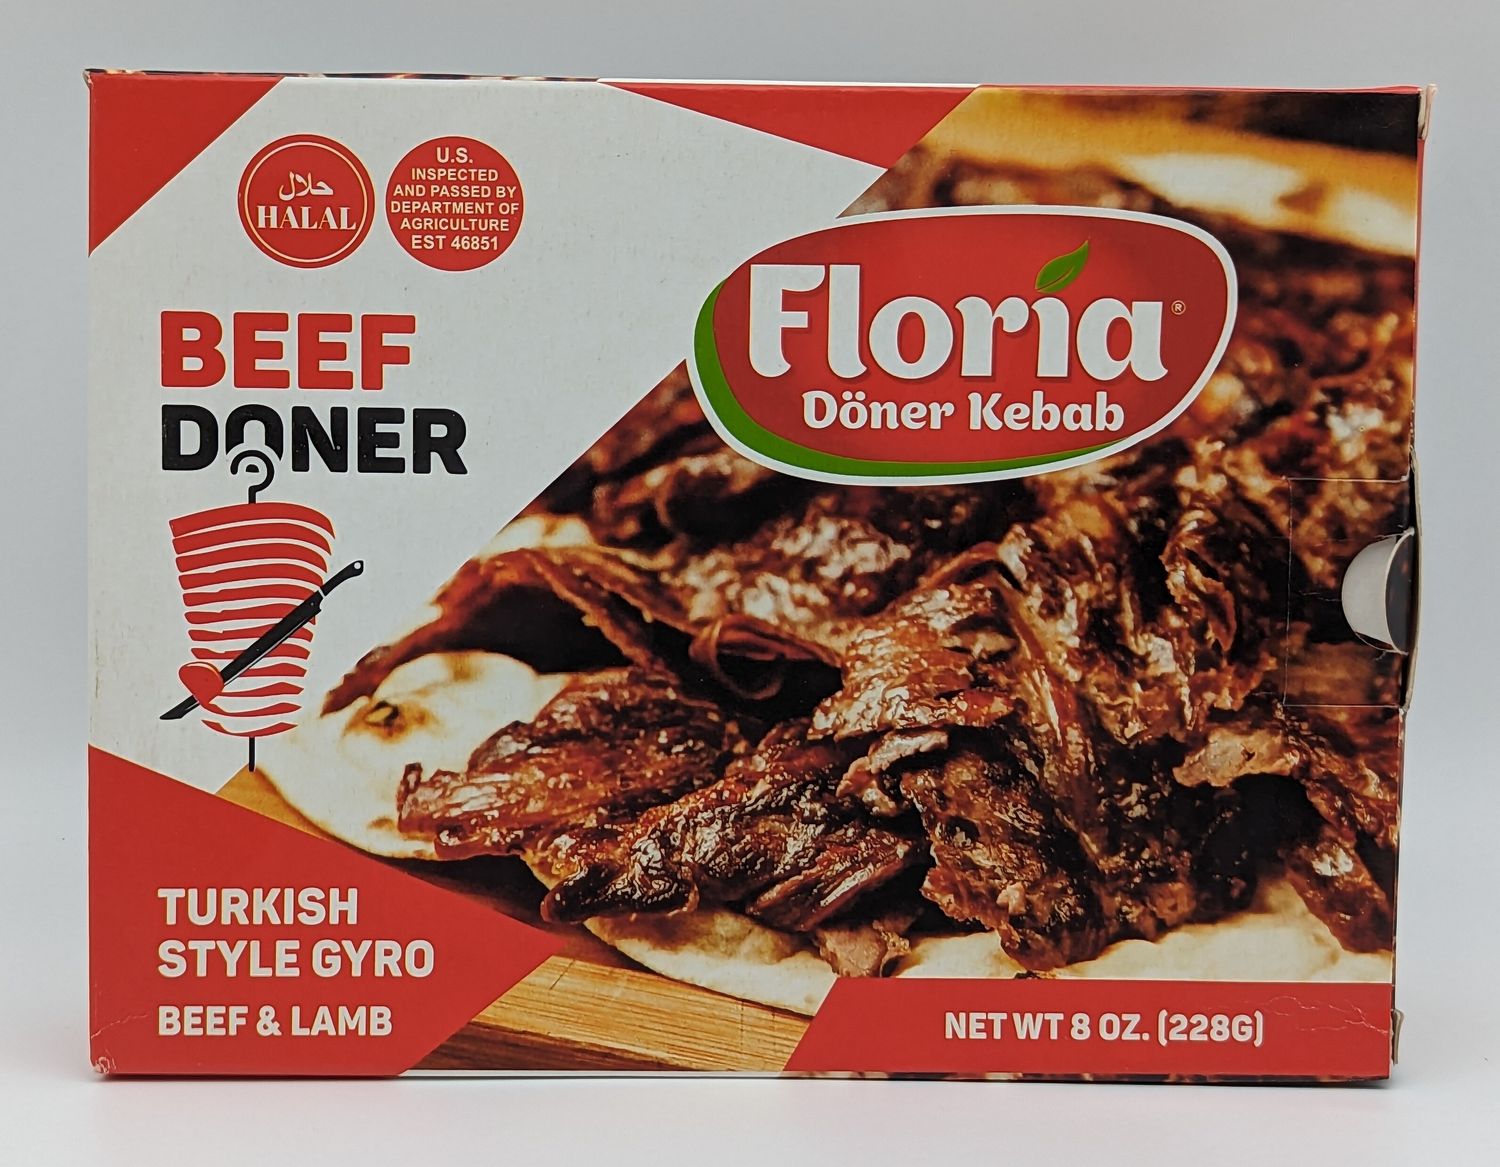 حلال
HALAL
U.S.
INSPECTED
AND PASSED BY
DEPARTMENT OF
AGRICULTURE
EST 46851
BEEF
DONER
Floria®
Döner Kebab
TURKISH
STYLE GYRO
BEEF & LAMB
NET WT 8 OZ. (228G)